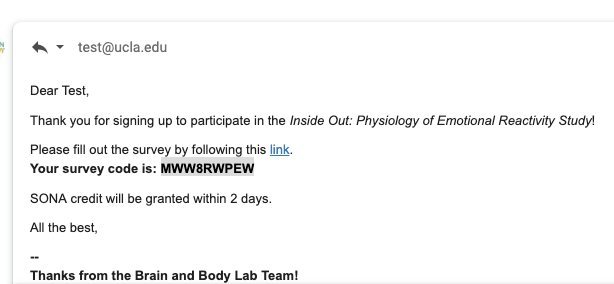 test@ucla.edu
Dear Test,
Thank you for signing up to participate in the Inside Out: Physiology of Emotional Reactivity Study!
Please fill out the survey by following this link.
Your survey code is: MWW8RWPEW
SONA credit will be granted within 2 days.
All the best,
--
Thanks from the Brain and Body Lab Team!